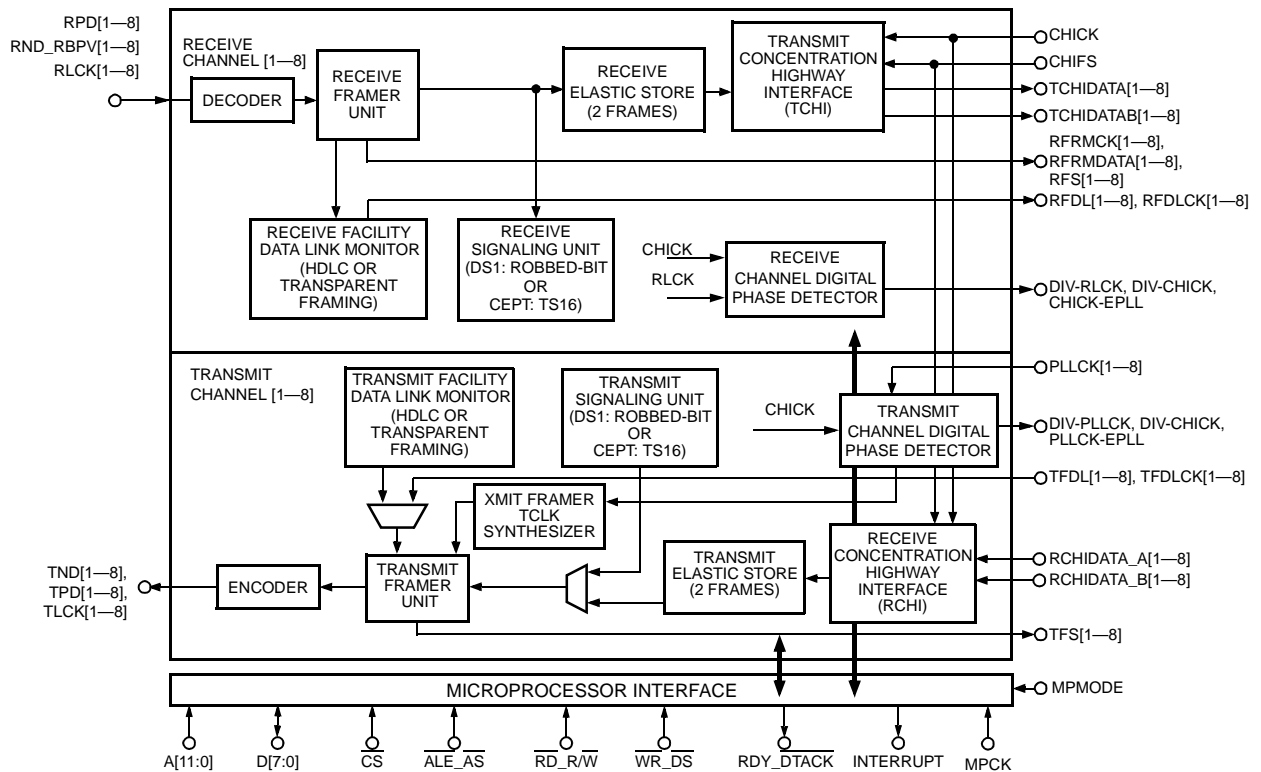 RPD[1—8]
RND_RBPV[1—8]
RLCK[1—8]
RECEIVE
CHANNEL [1—8]
DECODER
RECEIVE
FRAMER
UNIT
RECEIVE
ELASTIC STORE
(2 FRAMES)
TRANSMIT
CONCENTRATION
HIGHWAY
INTERFACE
(TCHI)
CHICK
CHIFS
TCHIDATA[1—8]
TCHIDATAB[1—8]
RFRMCK[1—8],
RFRMDATA[1—8],
RFS[1—8]
RFDL[1—8], RFDLCK[1—8]
RECEIVE FACILITY
DATA LINK MONITOR
(HDLC OR
TRANSPARENT
FRAMING)
RECEIVE
SIGNALING UNIT
(DS1: ROBBED-BIT
OR
CEPT: TS16)
CHICK
RLCK
RECEIVE
CHANNEL DIGITAL
PHASE DETECTOR
DIV-RLCK, DIV-CHICK,
CHICK-EPLL
TRANSMIT
CHANNEL [1—8]
TRANSMIT FACILITY
DATA LINK MONITOR
(HDLC OR
TRANSPARENT
FRAMING)
TRANSMIT
SIGNALING UNIT
(DS1: ROBBED-BIT
OR
CEPT: TS16)
CHICK
TRANSMIT
CHANNEL DIGITAL
PHASE DETECTOR
PLLCK[1—8]
DIV-PLLCK, DIV-CHICK,
PLLCK-EPLL
TFDL[1—8], TFDLCK[1—8]
XMIT FRAMER
TCLK
SYNTHESIZER
TND[1—8],
TPD[1—8],
TLCK[1—8]
ENCODER
TRANSMIT
FRAMER
UNIT
TRANSMIT
ELASTIC STORE
(2 FRAMES)
RECEIVE
CONCENTRATION
HIGHWAY
INTERFACE
(RCHI)
RCHIDATA_A[1—8]
RCHIDATA_B[1—8]
TFS[1—8]
MICROPROCESSOR INTERFACE
MPMODE
A[11:0]
D[7:0]
CS
ALE_AS
RD_R/W
WR_DS
RDY_DTACK
INTERRUPT
MPCK